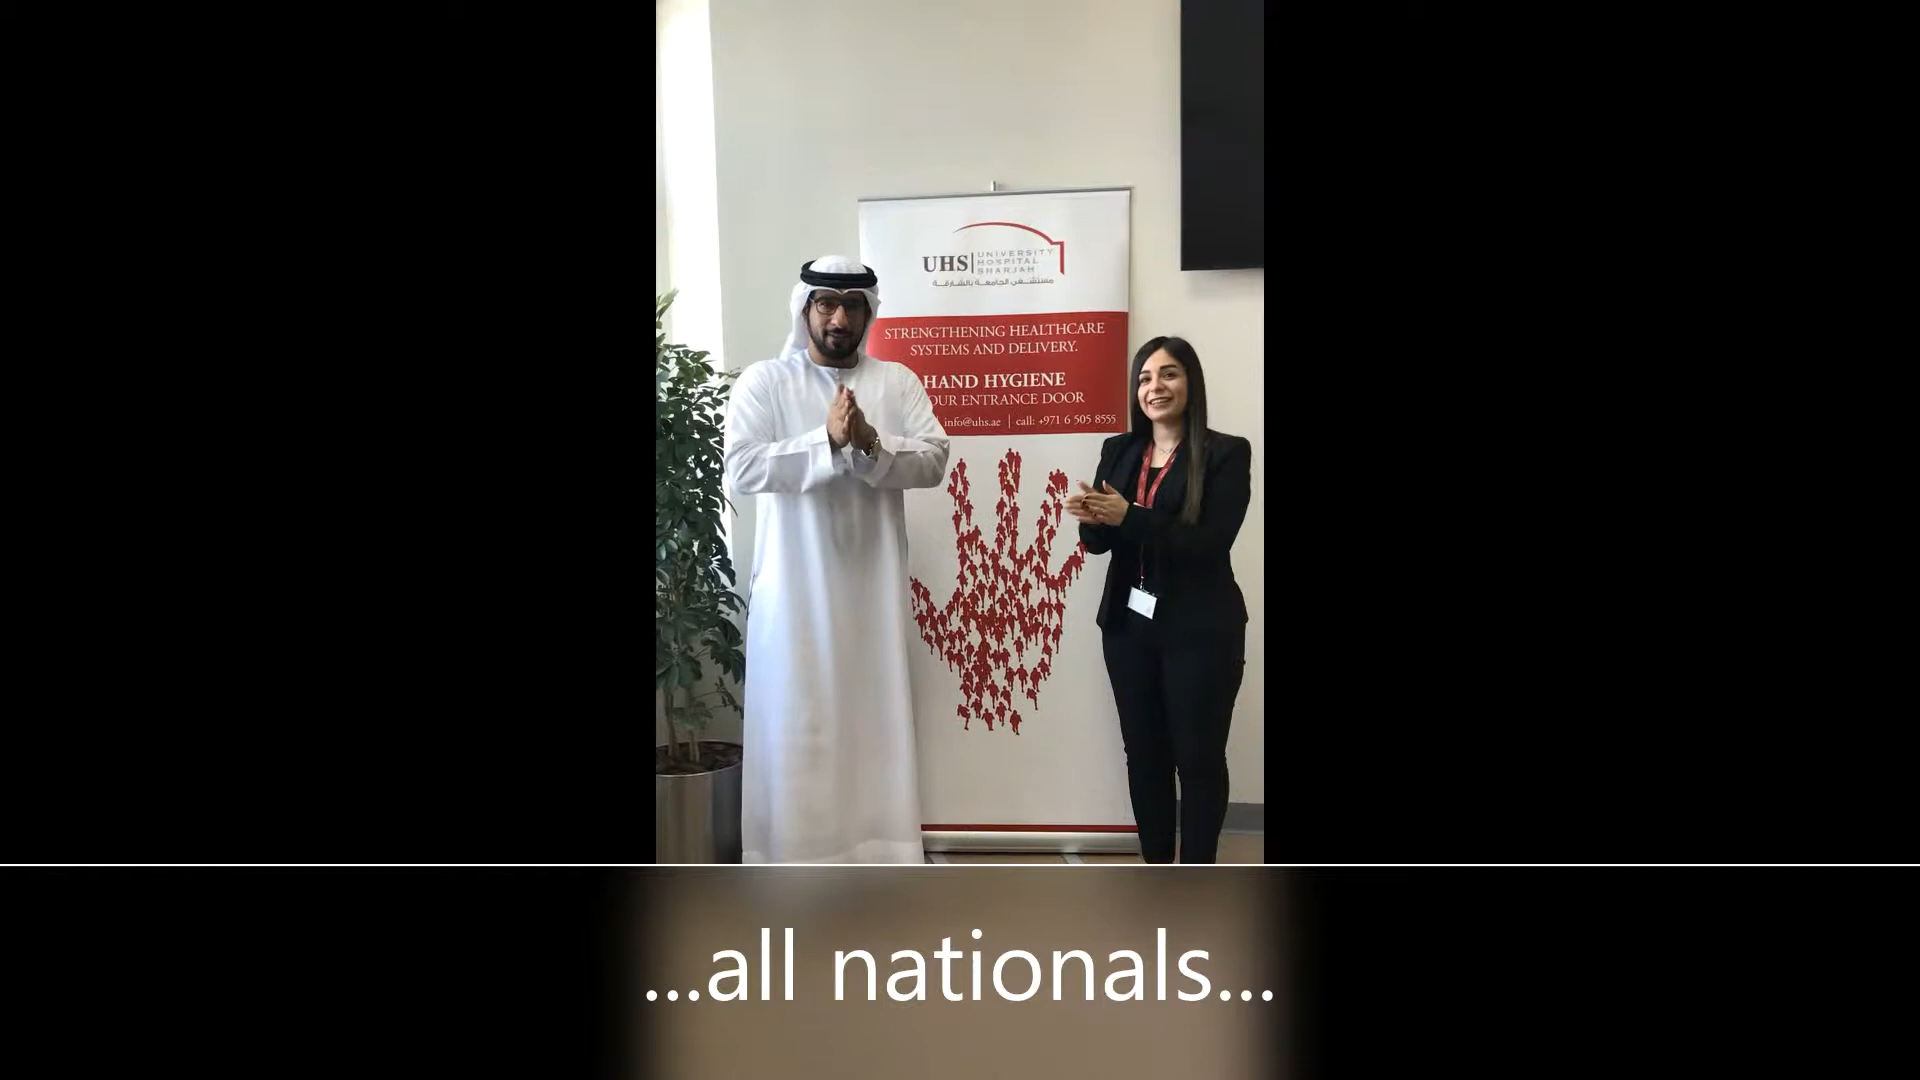 UHS
UNIVERSITY
HOSPITAL
SHARJAH
مستشفى الجامعة بالشارقة
STRENGTHENING HEALTHCARE
SYSTEMS AND DELIVERY.
HAND HYGIENE
OUR ENTRANCE DOOR
info@uhs.ae | call: +971 6 505 8555
...all nationals...